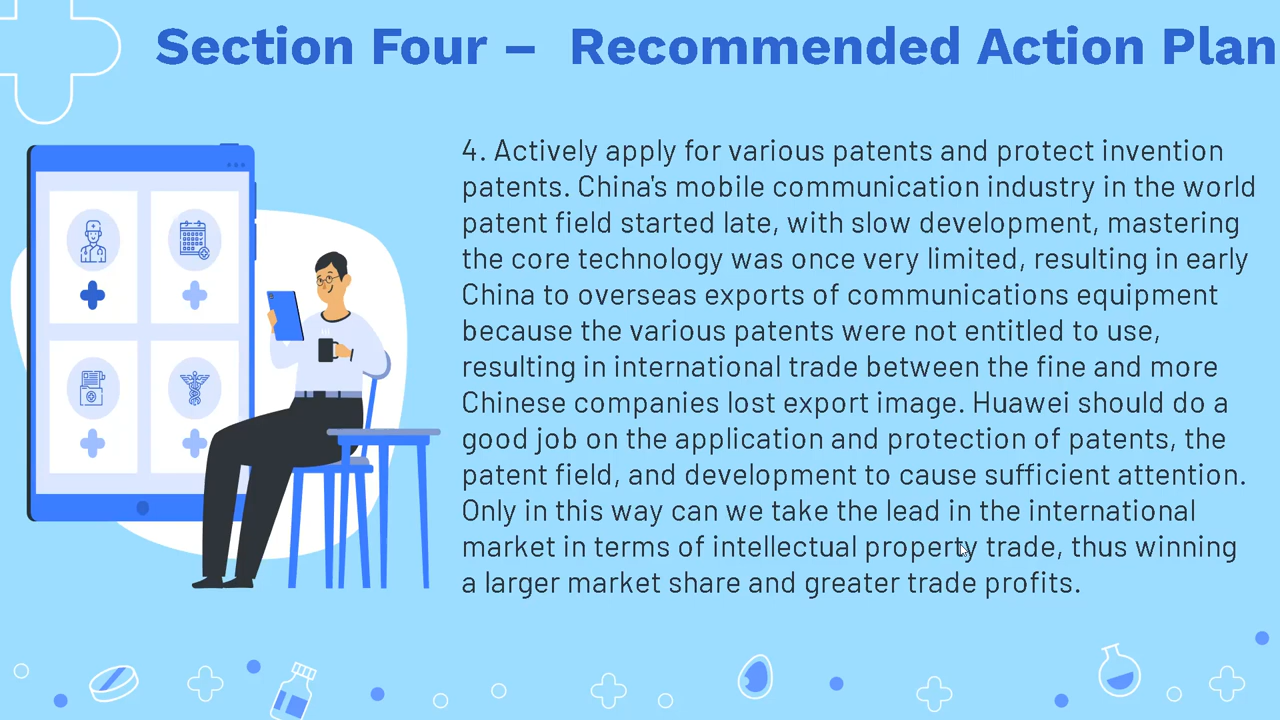 Section Four –  Recommended Action Plan
4. Actively apply for various patents and protect invention
patents. China's mobile communication industry in the world
patent field started late, with slow development, mastering
the core technology was once very limited, resulting in early
China to overseas exports of communications equipment
because the various patents were not entitled to use,
resulting in international trade between the fine and more
Chinese companies lost export image. Huawei should do a
good job on the application and protection of patents, the
patent field, and development to cause sufficient attention.
Only in this way can we take the lead in the international
market in terms of intellectual property trade, thus winning
a larger market share and greater trade profits.